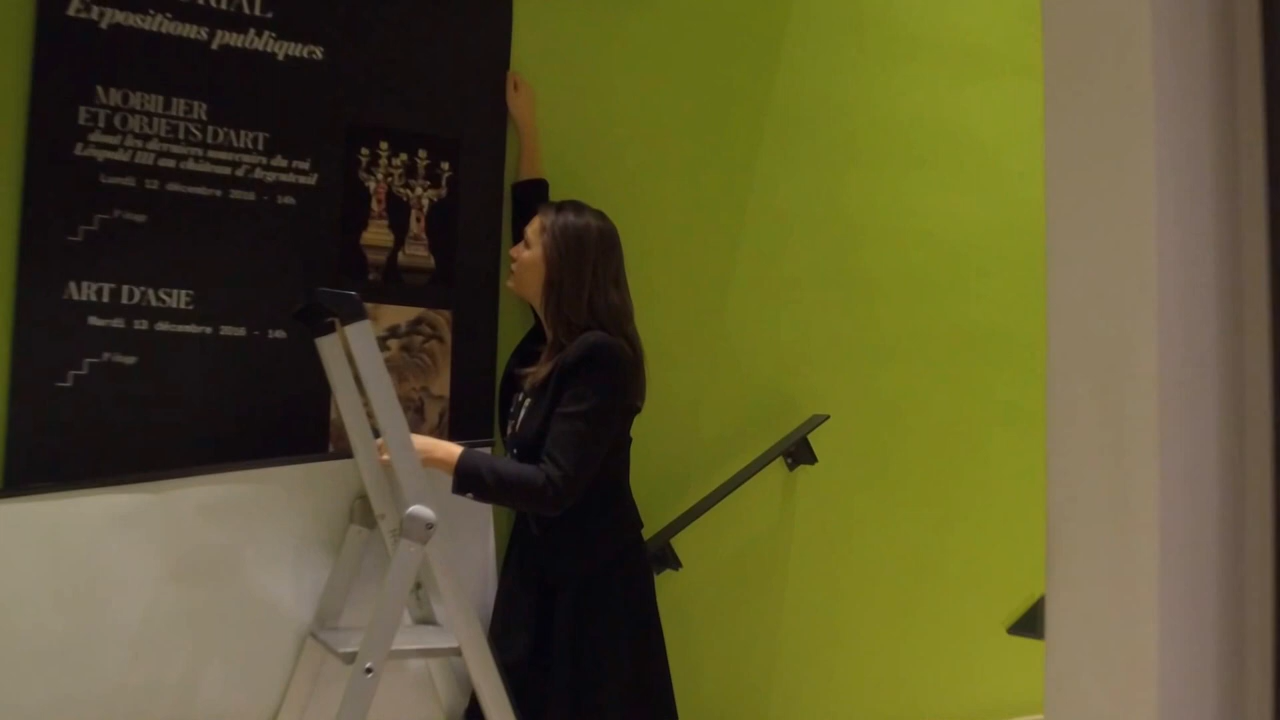 Expositions publiques
MOBILIER
ET OBJETS D'ART
dont les derniers souvenirs du roi
Léopold III au château d'Argenteuil
Lundi 12 décembre 2016 - 14h
ART D'ASIE
Mardi 13 décembre 2016 - 14h